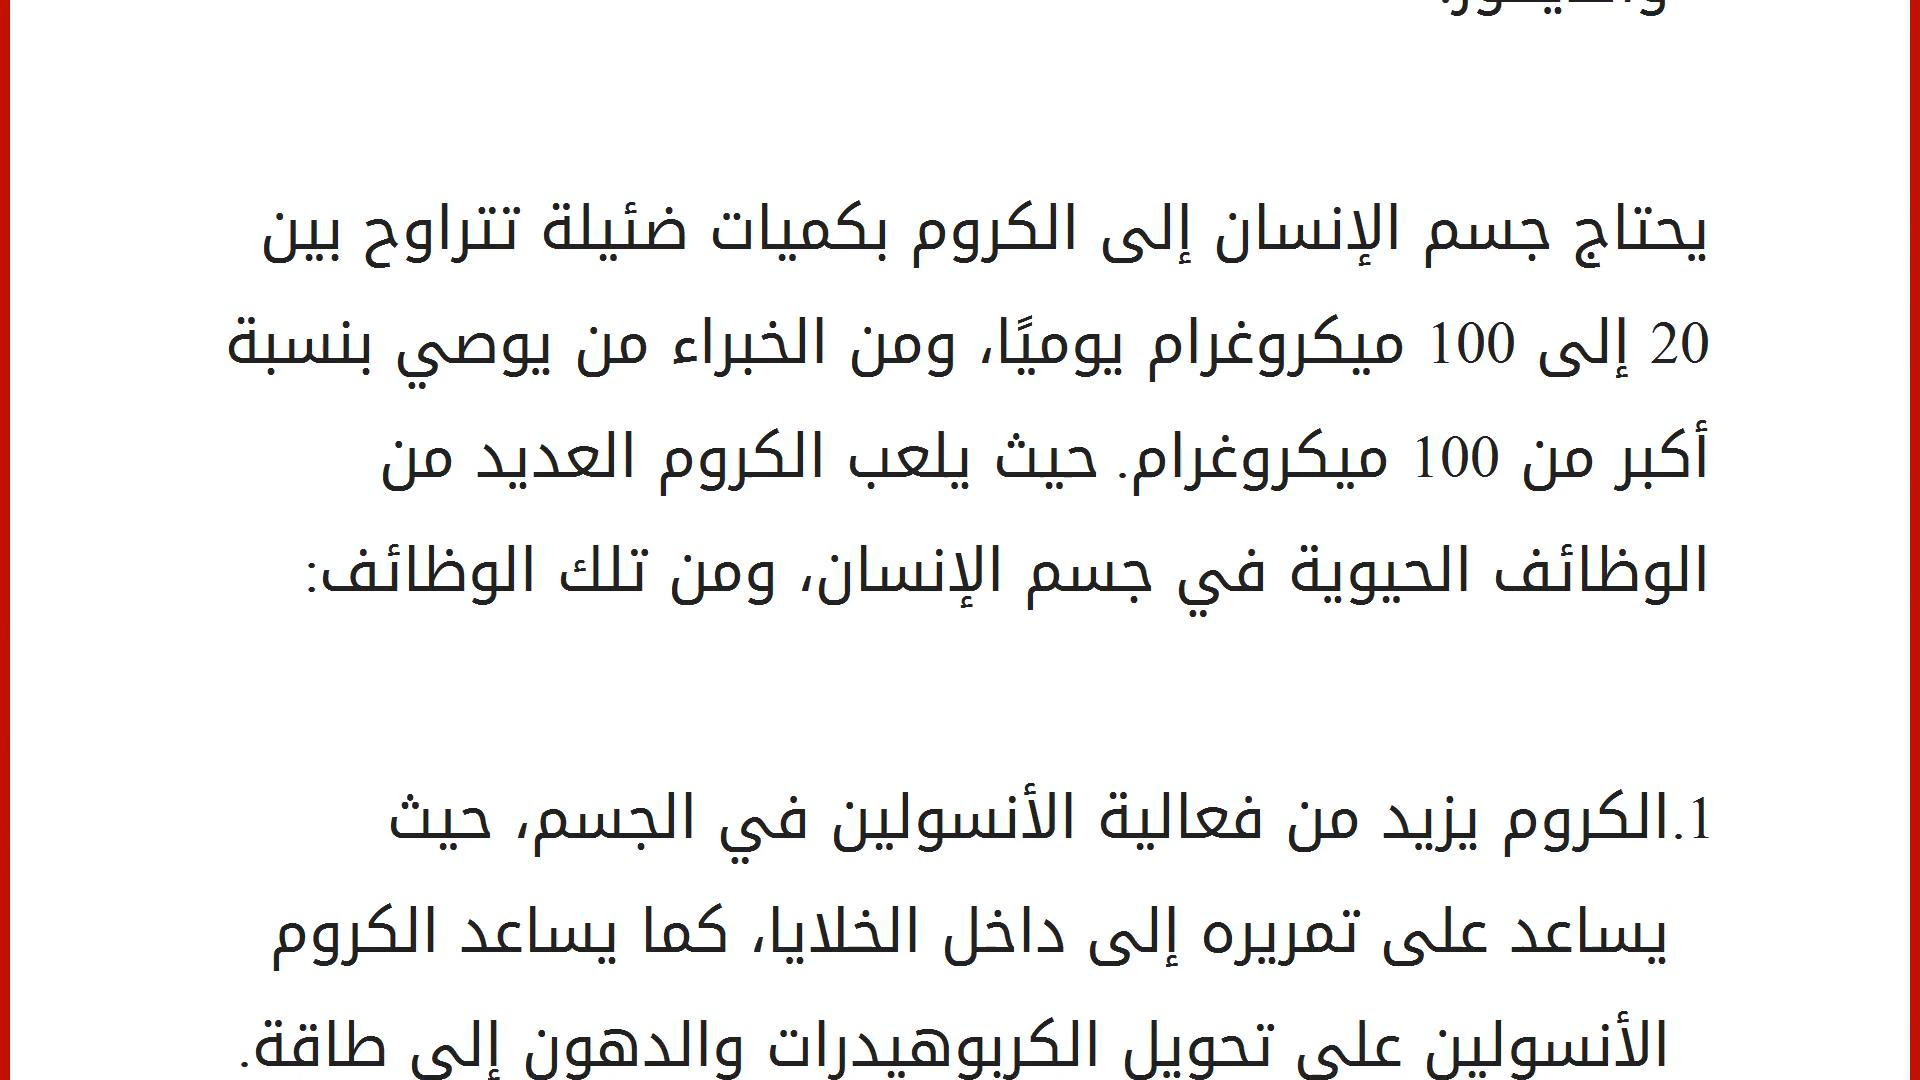 يحتاج جسم الإنسان إلى الكروم بكميات ضئيلة تتراوح بين
20 إلى 100 ميكروغرام يوميًا، ومن الخبراء من يوصي بنسبة
أكبر من 100 ميكروغرام. حيث يلعب الكروم العديد من
الوظائف الحيوية في جسم الإنسان، ومن تلك الوظائف:
1.الكروم يزيد من فعالية الأنسولين في الجسم، حيث
يساعد على تمريره إلى داخل الخلايا، كما يساعد الكروم
الأنسولين على تحويل الكربوهيدرات والدهون إلى طاقة.